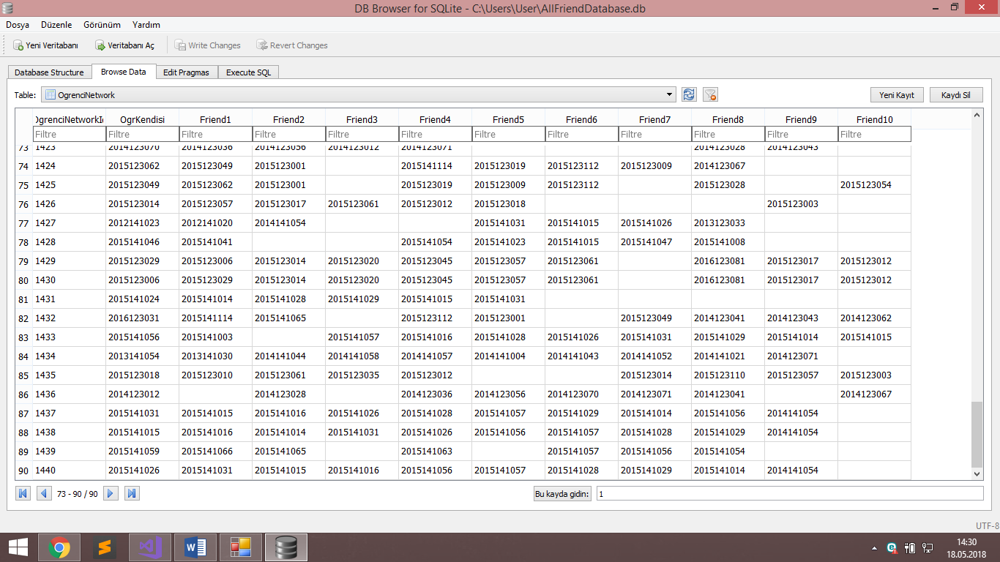 DB Browser for SQLite - C:\Users\User\AllFriendDatabase.db
Dosya Düzenle Görünüm Yardım
Yeni Veritabanı Veritabanı Aç Write Changes Revert Changes
Database Structure Browse Data Edit Pragmas Execute SQL
Table: OgrenciNetwork Yeni Kayıt Kaydı Sil
OgrenciNetworkId OgrKendisi Friend1 Friend2 Friend3 Friend4 Friend5 Friend6 Friend7 Friend8 Friend9 Friend10
Filtre Filtre Filtre Filtre Filtre Filtre Filtre Filtre Filtre Filtre Filtre Filtre
73 1423 2014123070 2014123036 2014123056 2014123012 2014123071 2014123028 2014123043
74 1424 2015123062 2015123049 2015123001 2015141114 2015123019 2015123112 2015123009 2014123067
75 1425 2015123049 2015123062 2015123001 2015123019 2015123009 2015123112 2015123028 2015123054
76 1426 2015123014 2015123057 2015123017 2015123061 2015123012 2015123018 2015123003
77 1427 2012141023 2012141020 2014141054 2015141031 2015141015 2015141026 2013123033
78 1428 2015141046 2015141041 2015141054 2015141023 2015141015 2015141047 2015141008
79 1429 2015123029 2015123006 2015123014 2015123020 2015123045 2015123057 2015123061 2016123081 2015123017 2015123012
80 1430 2015123006 2015123029 2015123014 2015123020 2015123045 2015123057 2015123061 2016123081 2015123017 2015123012
81 1431 2015141024 2015141014 2015141028 2015141029 2015141015 2015141031
82 1432 2016123031 2015141114 2015141065 2015123112 2015123001 2015123049 2014123041 2014123043 2014123062
83 1433 2015141056 2015141003 2015141057 2015141016 2015141028 2015141026 2015141031 2015141029 2015141014 2015141015
84 1434 2013141054 2013141030 2014141044 2014141058 2014141057 2014141004 2014141043 2014141052 2014141021 2014123071
85 1435 2015123018 2015123010 2015123061 2015123035 2015123012 2015123014 2015123110 2015123057 2015123003
86 1436 2014123012 2014123028 2014123036 2014123056 2014123070 2014123071 2014123041 2014123067
87 1437 2015141031 2015141015 2015141016 2015141026 2015141028 2015141057 2015141029 2015141014 2015141056 2014141054
88 1438 2015141015 2015141016 2015141014 2015141031 2015141026 2015141056 2015141057 2015141028 2015141029 2014141054
89 1439 2015141059 2015141066 2015141065 2015141063 2015141057 2015141056 2015141054
90 1440 2015141026 2015141031 2015141015 2015141016 2015141056 2015141057 2015141028 2015141029 2015141014 2014141054
73 - 90 / 90 Bu kayda gidin: 1
UTF-8
14:30
18.05.2018